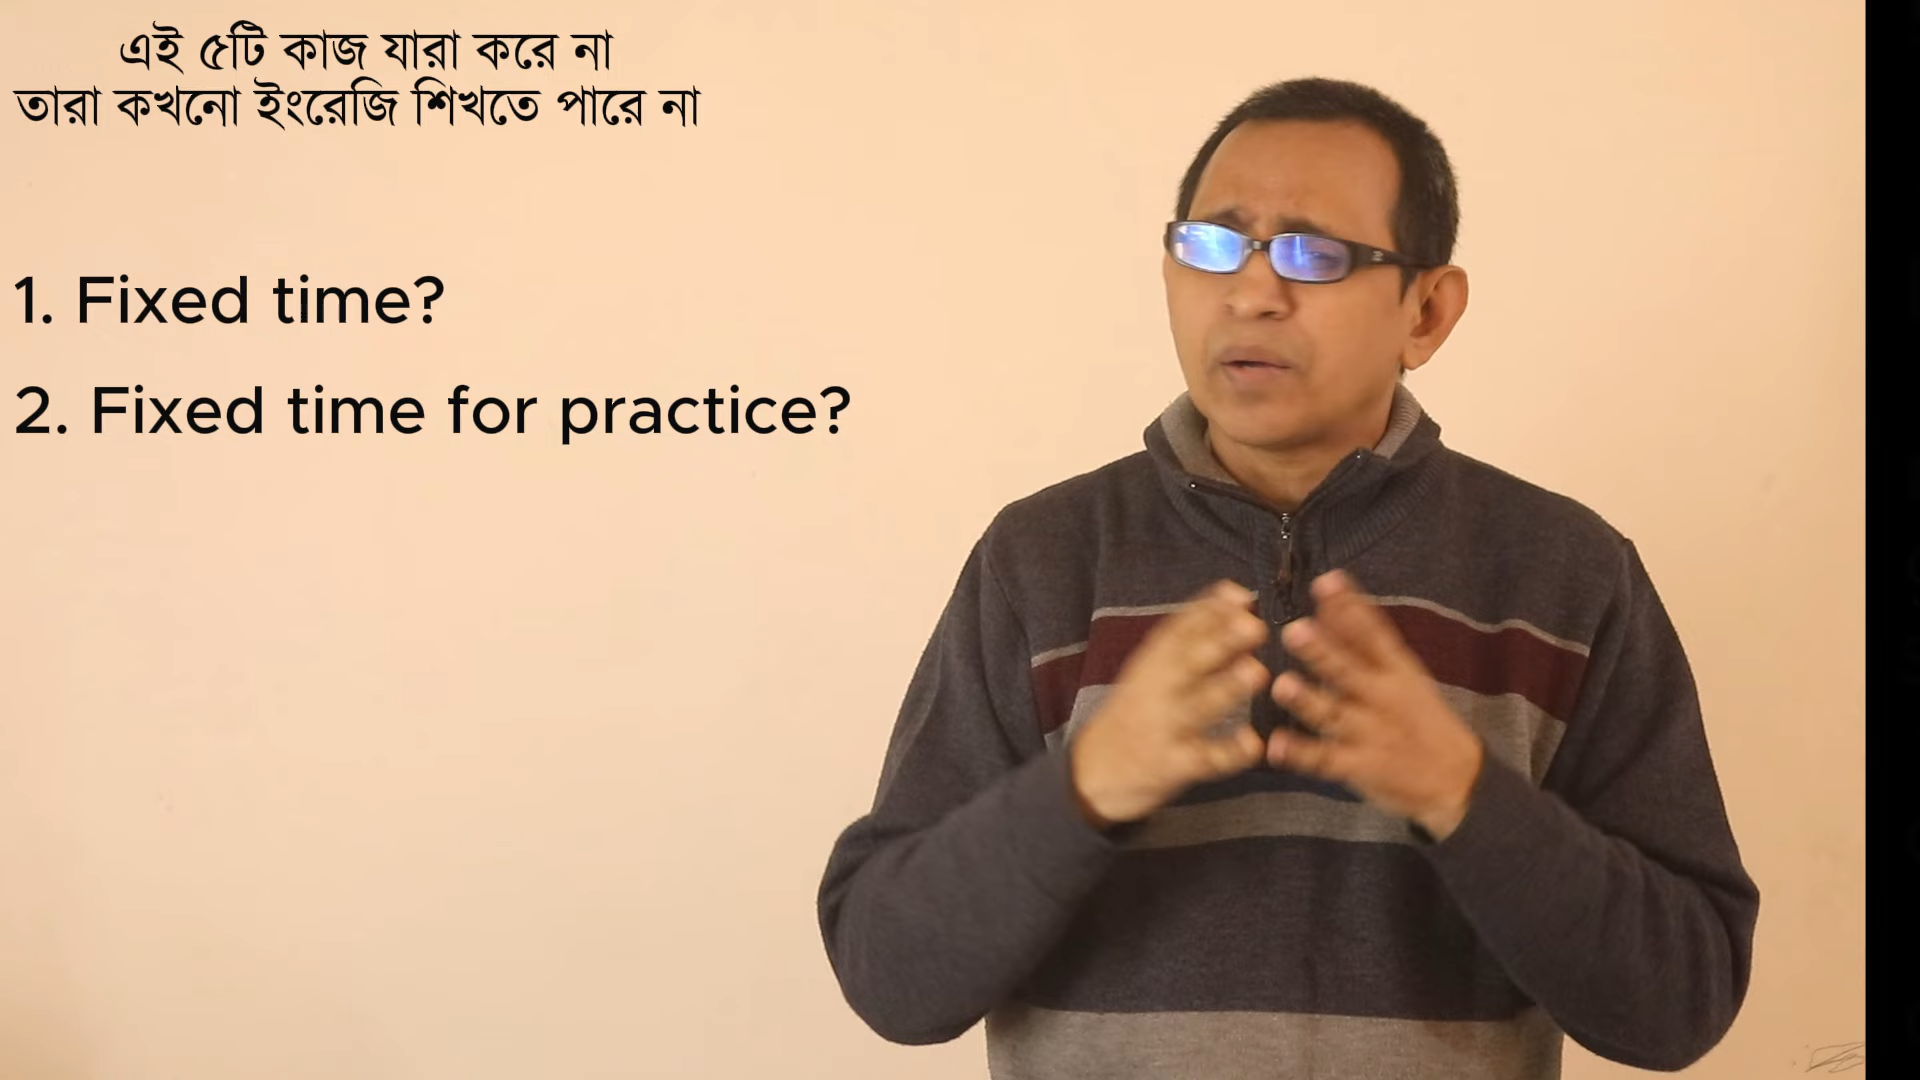 এই ৫টি কাজ যারা করে না
তারা কখনো ইংরেজি শিখতে পারে না
1. Fixed time?
2. Fixed time for practice?